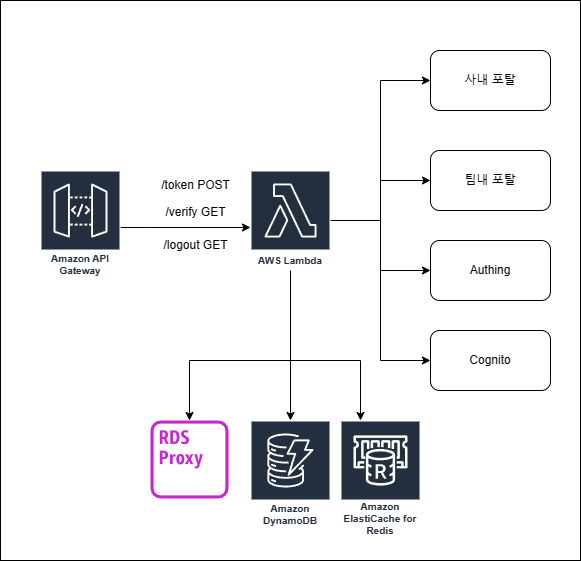 사내 포탈
팀내 포탈
Authing
Cognito
/token POST
/verify GET
/logout GET
Amazon API
Gateway
AWS Lambda
RDS
Proxy
Amazon
DynamoDB
R
Amazon
ElastiCache for
Redis